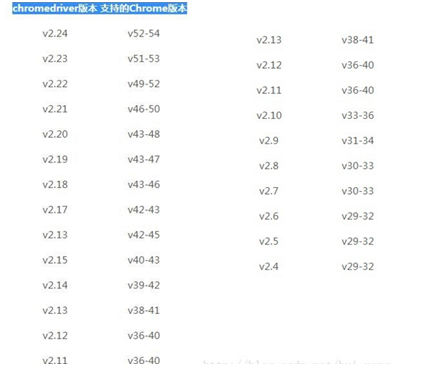 chromedriver版本 支持的Chrome版本
v2.24 v52-54
v2.23 v51-53
v2.22 v49-52
v2.21 v46-50
v2.20 v43-48
v2.19 v43-47
v2.18 v43-46
v2.17 v42-43
v2.13 v42-45
v2.15 v40-43
v2.14 v39-42
v2.13 v38-41
v2.12 v36-40
v2.11 v36-40
v2.13 v38-41
v2.12 v36-40
v2.11 v36-40
v2.10 v33-36
v2.9 v31-34
v2.8 v30-33
v2.7 v30-33
v2.6 v29-32
v2.5 v29-32
v2.4 v29-32